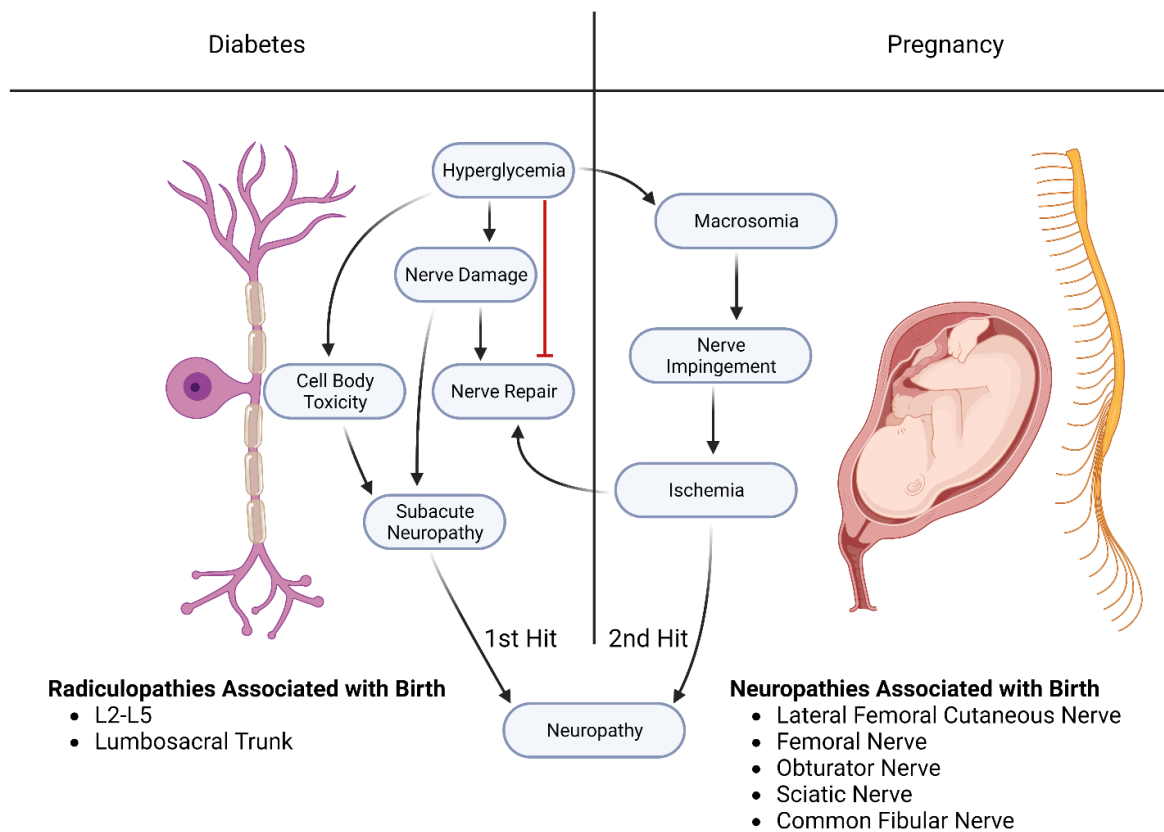 Diabetes
Pregnancy
Hyperglycemia
Macrosomia
Nerve Damage
Nerve
Impingement
Cell Body
Toxicity
Nerve Repair
Ischemia
Subacute
Neuropathy
1st Hit
2nd Hit
Neuropathy
Radiculopathies Associated with Birth
• L2-L5
• Lumbosacral Trunk
Neuropathies Associated with Birth
• Lateral Femoral Cutaneous Nerve
• Femoral Nerve
• Obturator Nerve
• Sciatic Nerve
• Common Fibular Nerve